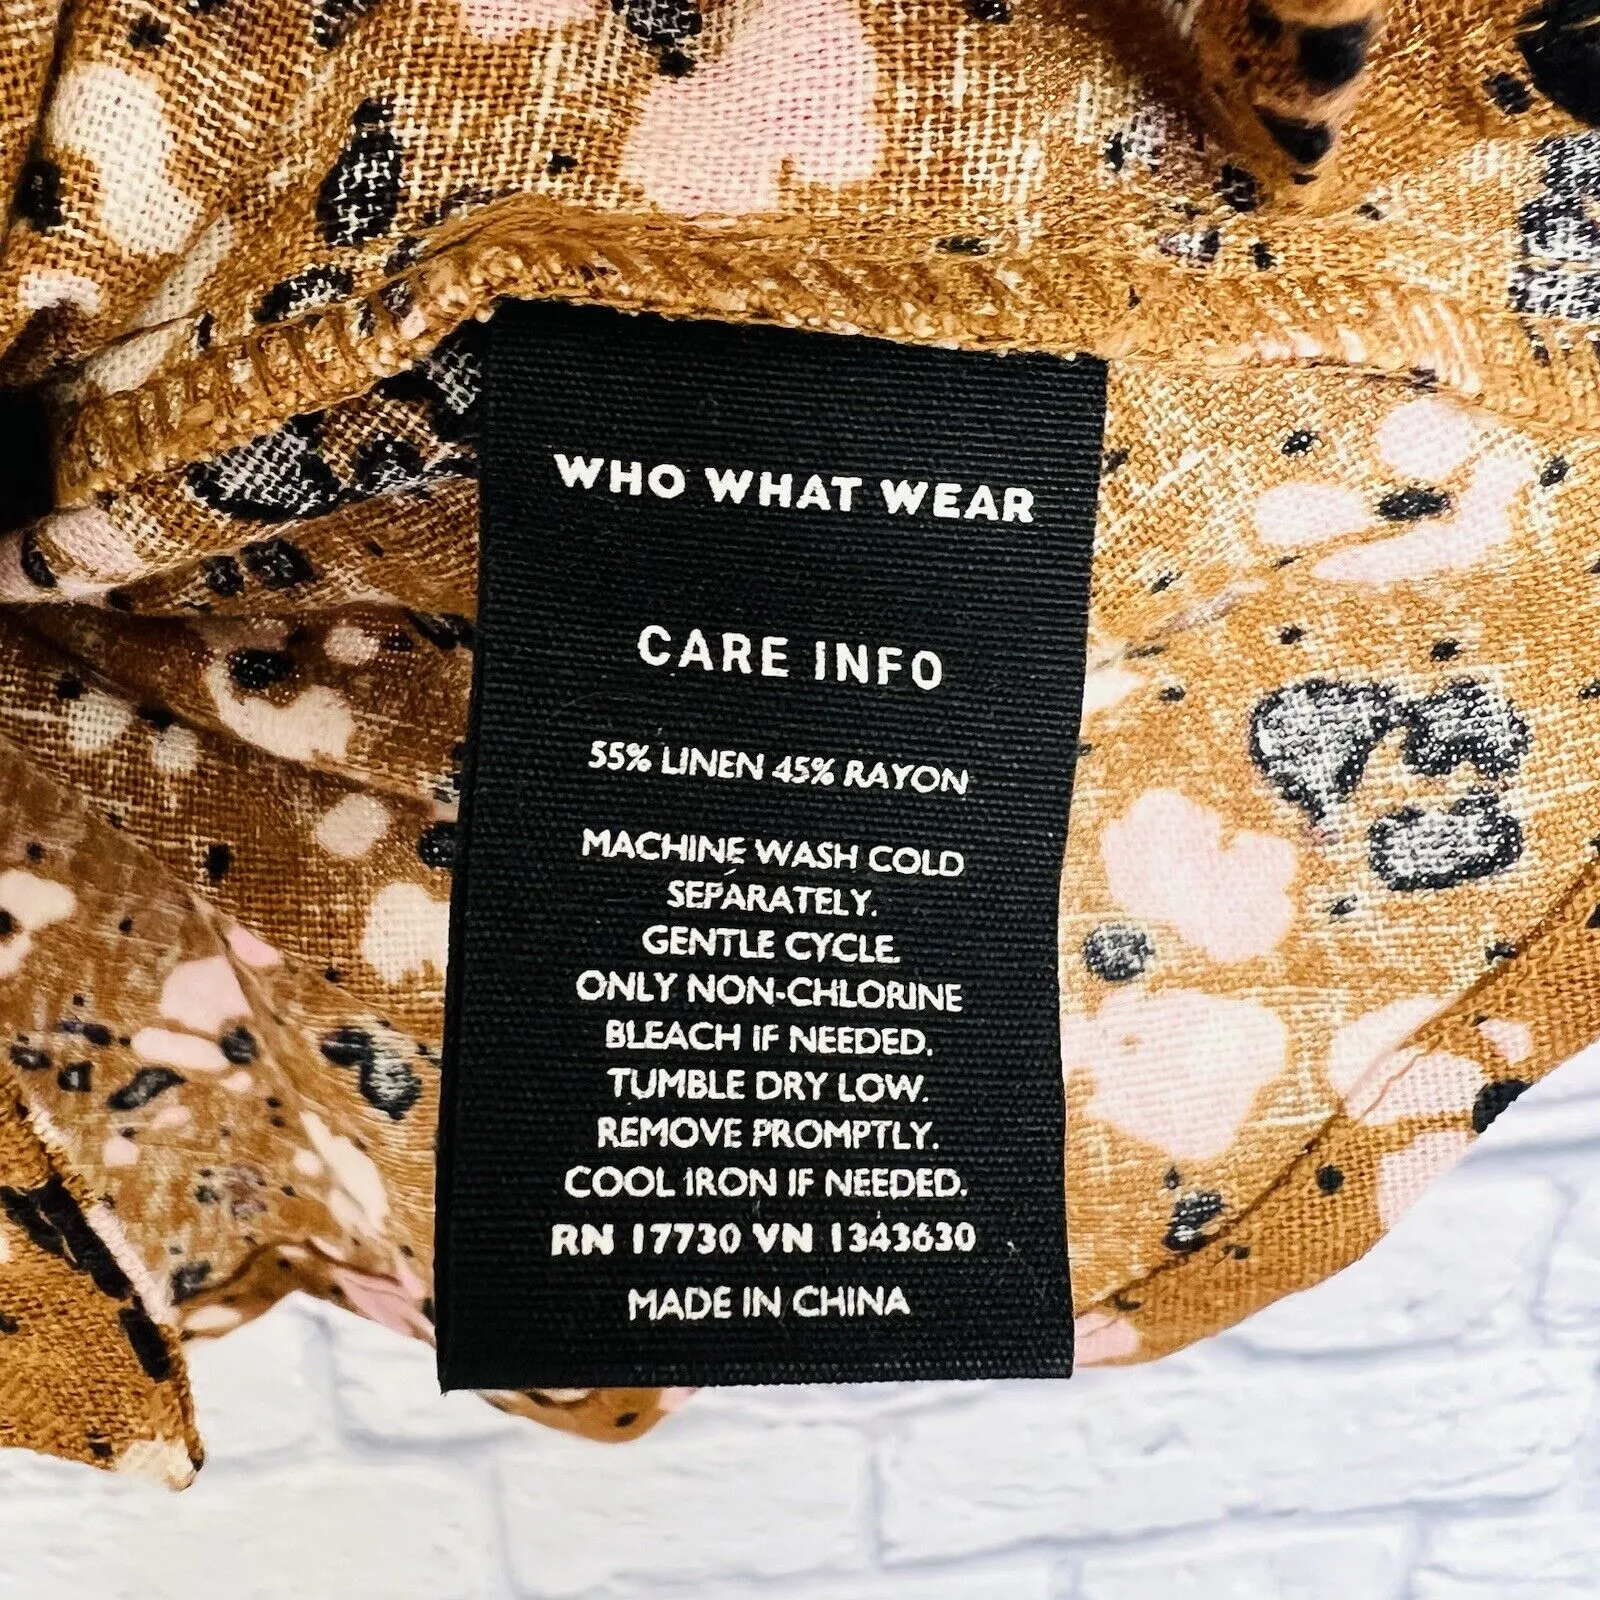 WHO WHAT WEAR
CARE INFO
55% LINEN 45% RAYON
MACHINE WASH COLD
SEPARATELY.
GENTLE CYCLE.
ONLY NON-CHLORINE
BLEACH IF NEEDED.
TUMBLE DRY LOW.
REMOVE PROMPTLY.
COOL IRON IF NEEDED.
RN 17730 VN 1343630
MADE IN CHINA